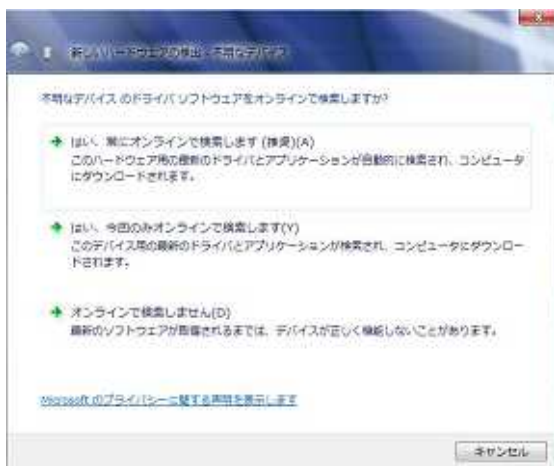 新しいハードウェアの検出 - 不明なデバイス
不明なデバイス のドライバ ソフトウェアをオンラインで検索しますか?
はい、常にオンラインで検索します (推奨)(A)
このハードウェア用の最新のドライバとアプリケーションが自動的に検索され、コンピュータ
にダウンロードされます。
はい、今回のみオンラインで検索します(Y)
このデバイス用の最新のドライバとアプリケーションが検索され、コンピュータにダウンロー
ドされます。
オンラインで検索しません(D)
最新のソフトウェアが取得されるまでは、デバイスが正しく機能しないことがあります。
Microsoft のプライバシーに関する声明を表示します
キャンセル